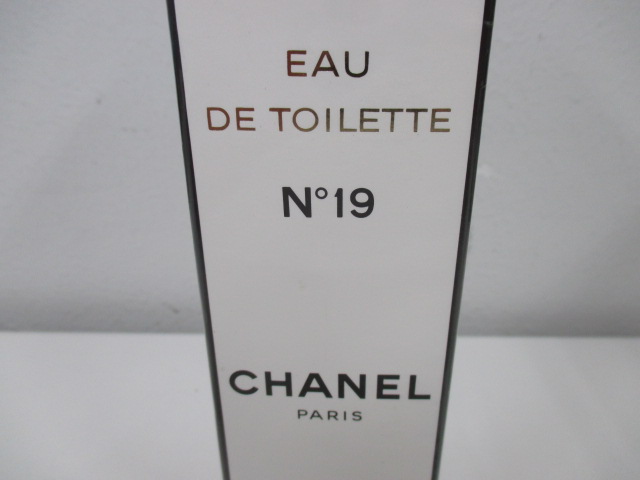 EAU
DE TOILETTE
N°19
CHANEL
PARIS